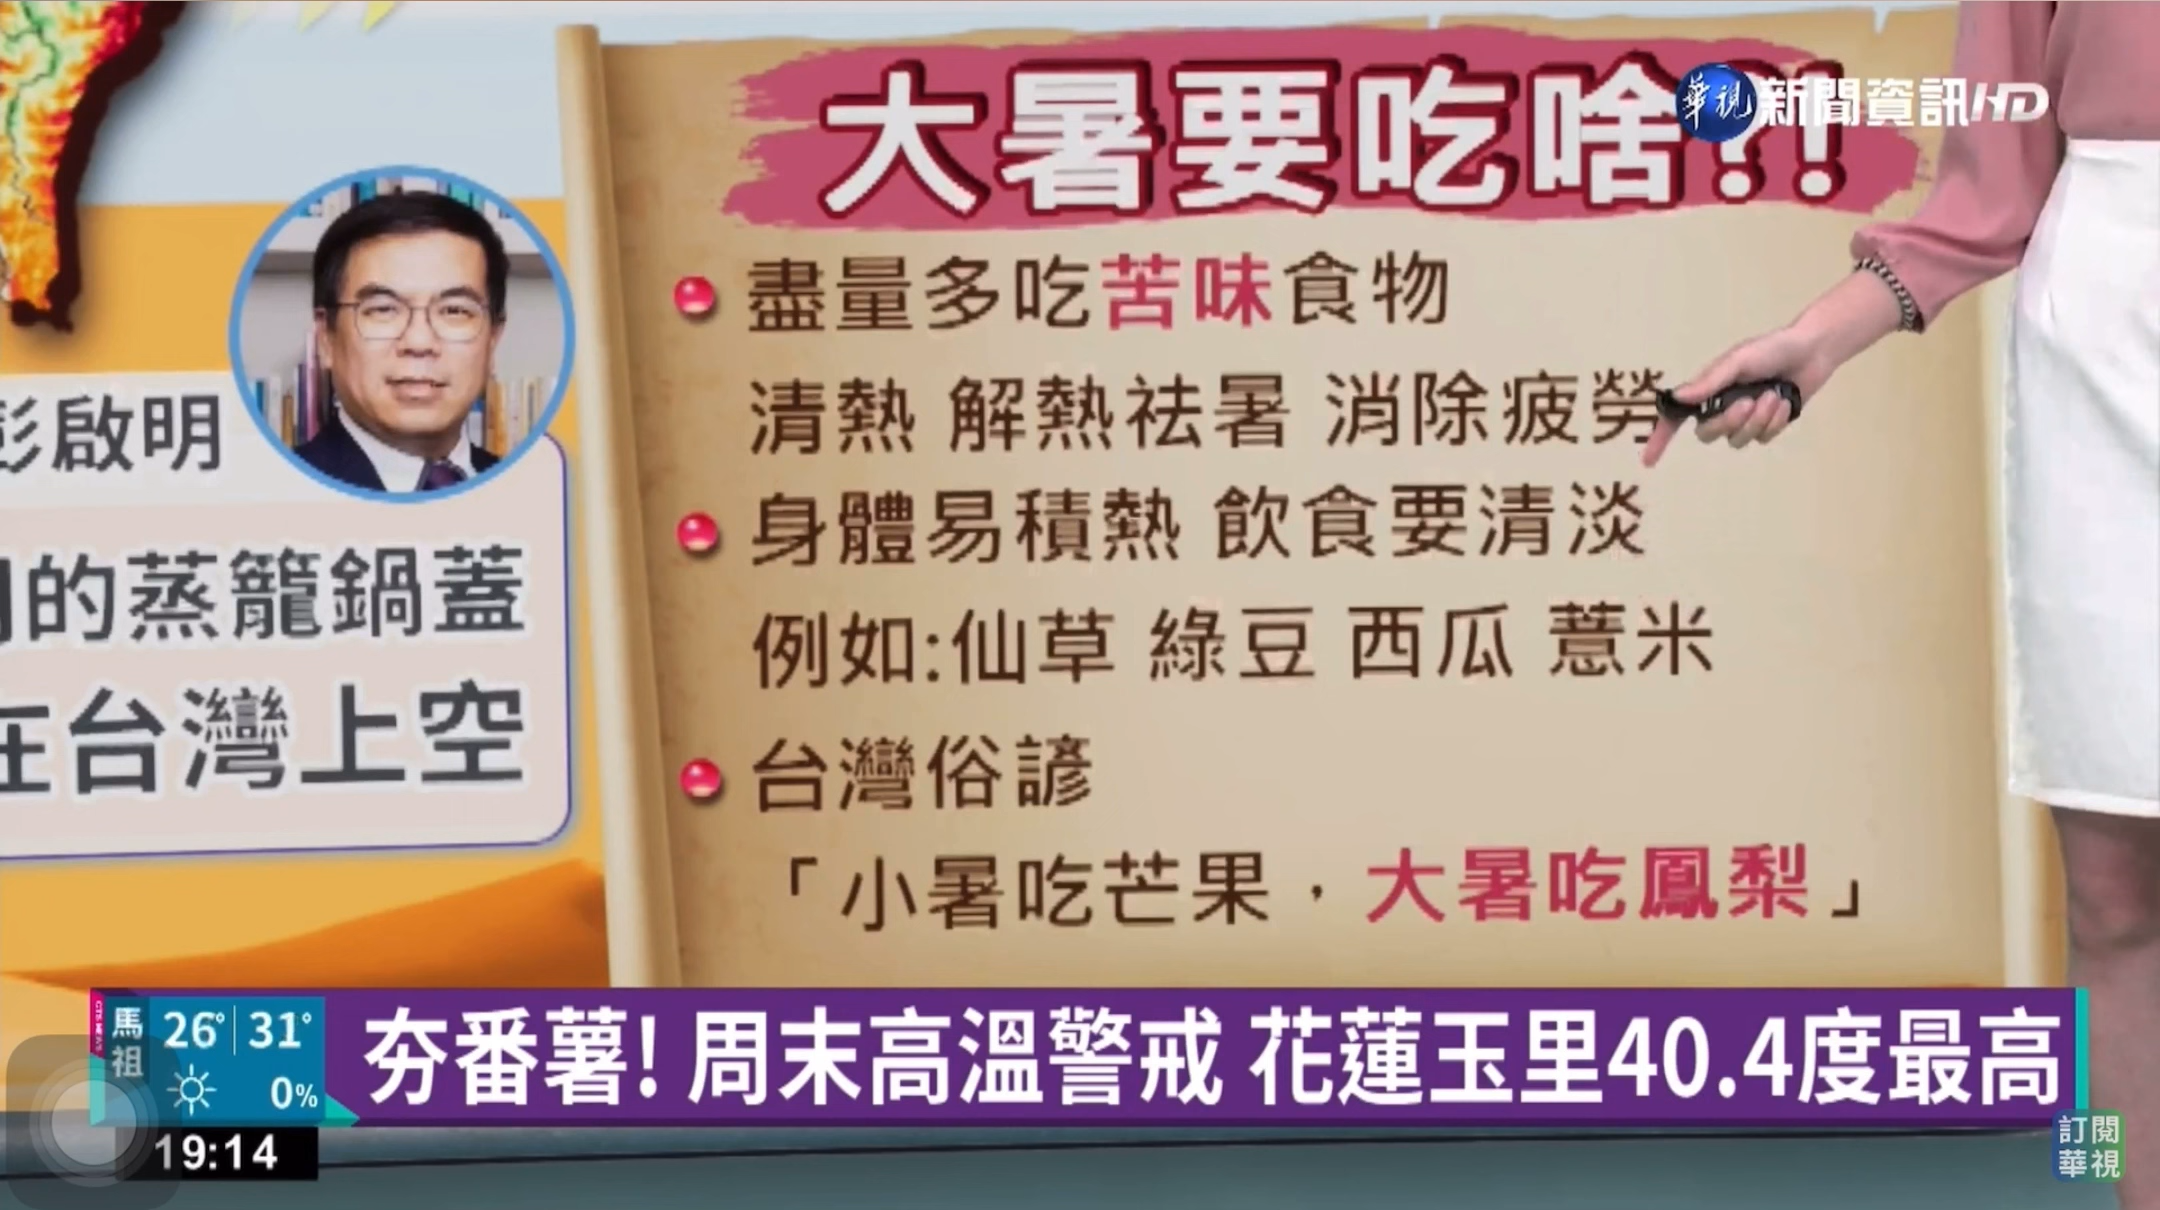 大暑要吃啥?!
華視新聞資訊HD
盡量多吃苦味食物
清熱 解熱祛暑 消除疲勞
身體易積熱 飲食要清淡
例如:仙草 綠豆 西瓜 薏米
台灣俗諺
「小暑吃芒果，大暑吃鳳梨」
彭啟明
的蒸籠鍋蓋
在台灣上空
馬祖 26° 31°
0%
夯番薯! 周末高溫警戒 花蓮玉里40.4度最高
19:14
訂閱
華視